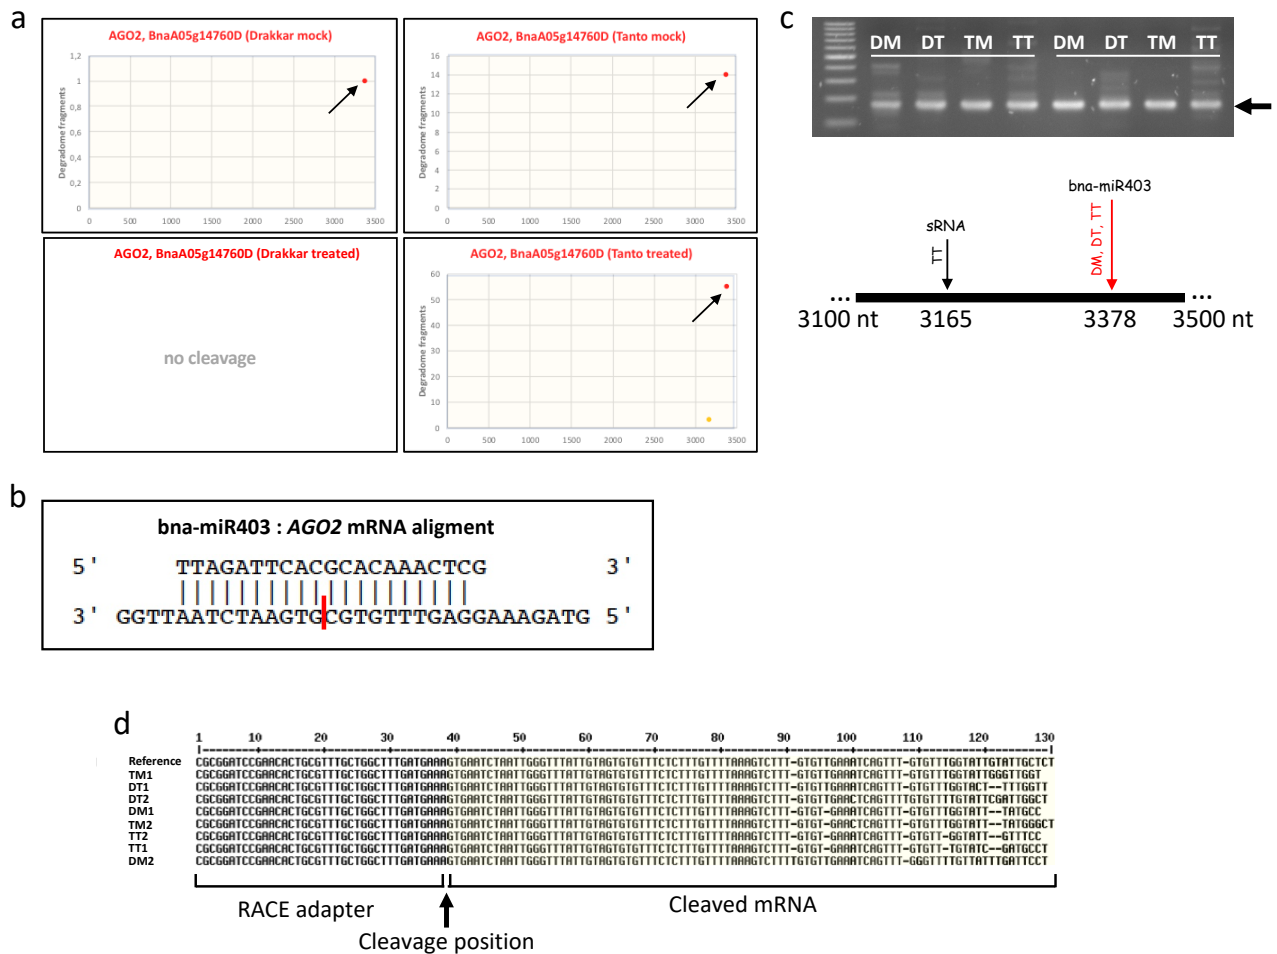 a
AGO2, BnaA05g14760D (Drakkar mock)
Degradome fragments
1,2
1
0,8
0,6
0,4
0,2
0 500 1000 1500 2000 2500 3000 3500
AGO2, BnaA05g14760D (Tanto mock)
Degradome fragments
16
14
12
10
8
6
4
2
0
0 500 1000 1500 2000 2500 3000 3500
AGO2, BnaA05g14760D (Drakkar treated)
no cleavage
AGO2, BnaA05g14760D (Tanto treated)
Degradome fragments
60
50
40
30
20
10
0
0 500 1000 1500 2000 2500 3000 3500
b
bna-miR403 : AGO2 mRNA aligment
5' TTAGATTCACGCACAAACTCG 3'
3' GGTTAATCTAAGTGCGTGTTTGAGGAAAGATG 5'
c
DM DT TM TT DM DT TM TT
bna-miR403
sRNA
TT
DM, DT, TT
... ...
3100 nt 3165 3378 3500 nt
d
1 10 20 30 40 50 60 70 80 90 100 110 120 130
Reference
TM1
DT1
DT2
DM1
TM2
TT2
TT1
DM2
RACE adapter
Cleaved mRNA
Cleavage position